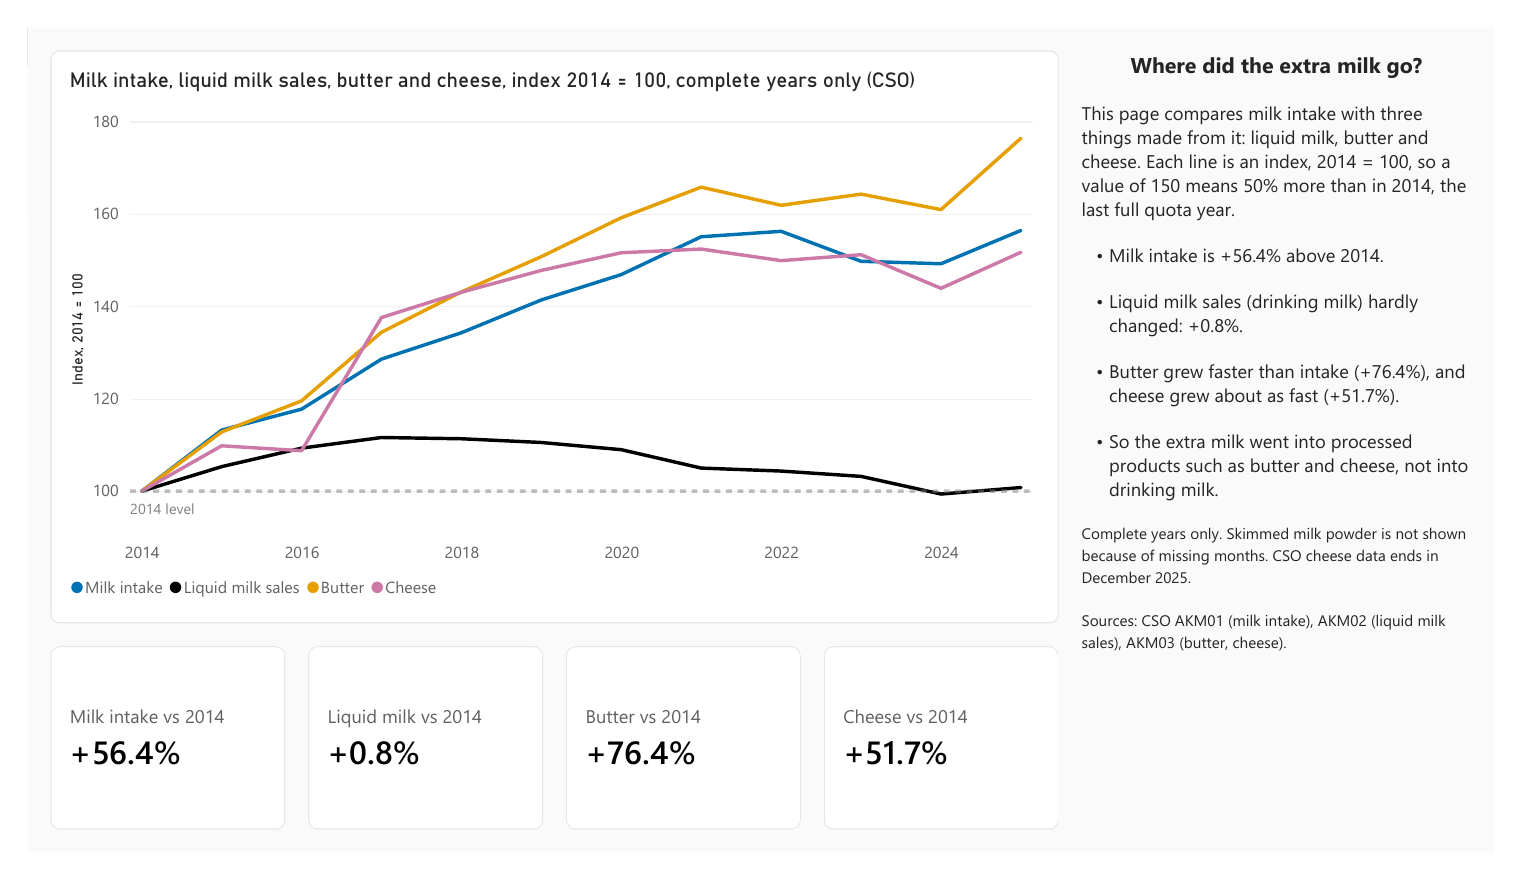 Milk intake, liquid milk sales, butter and cheese, index 2014 = 100, complete years only (CSO)
180
160
140
120
100
Index, 2014 = 100
2014 level
2014
2016
2018
2020
2022
2024
Milk intake
Liquid milk sales
Butter
Cheese
Milk intake vs 2014
+56.4%
Liquid milk vs 2014
+0.8%
Butter vs 2014
+76.4%
Cheese vs 2014
+51.7%
Where did the extra milk go?
This page compares milk intake with three
things made from it: liquid milk, butter and
cheese. Each line is an index, 2014 = 100, so a
value of 150 means 50% more than in 2014, the
last full quota year.
• Milk intake is +56.4% above 2014.
• Liquid milk sales (drinking milk) hardly
changed: +0.8%.
• Butter grew faster than intake (+76.4%), and
cheese grew about as fast (+51.7%).
• So the extra milk went into processed
products such as butter and cheese, not into
drinking milk.
Complete years only. Skimmed milk powder is not shown
because of missing months. CSO cheese data ends in
December 2025.
Sources: CSO AKM01 (milk intake), AKM02 (liquid milk
sales), AKM03 (butter, cheese).